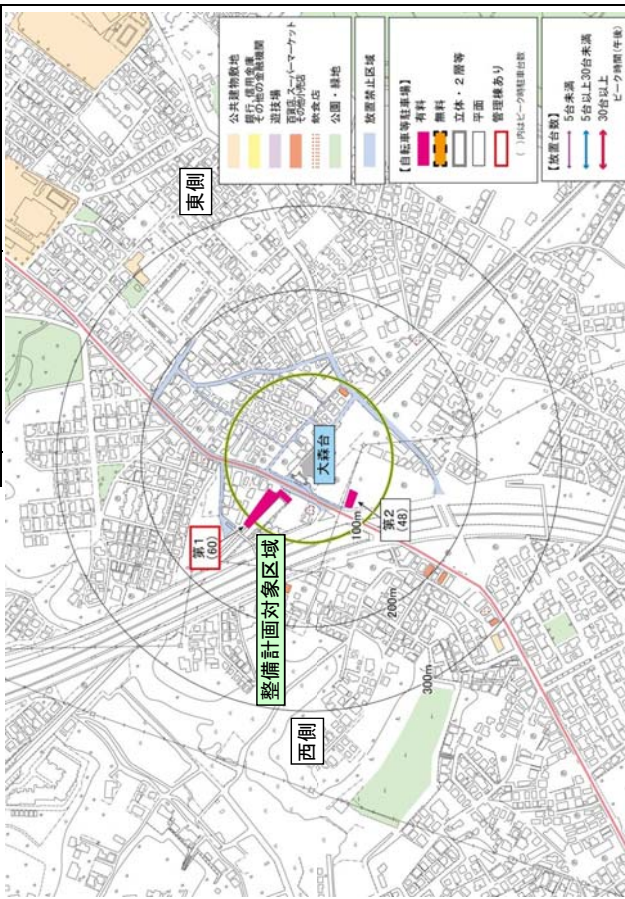 東側
公共建物敷地
銀行、信用金庫
その他の金融機関
遊技場
百貨店、スーパーマーケット
その他小売店
飲食店
公園・緑地
放置禁止区域
【自転車等駐車場】
有料
無料
立体・2層等
平面
管理棟あり
( )内はピーク時駐車台数
【放置台数】
5台未満
5台以上30台未満
30台以上
ピーク時間(午後)
大森台
第1
(60)
第2
(48)
整備計画対象区域
100m
200m
300m
西側